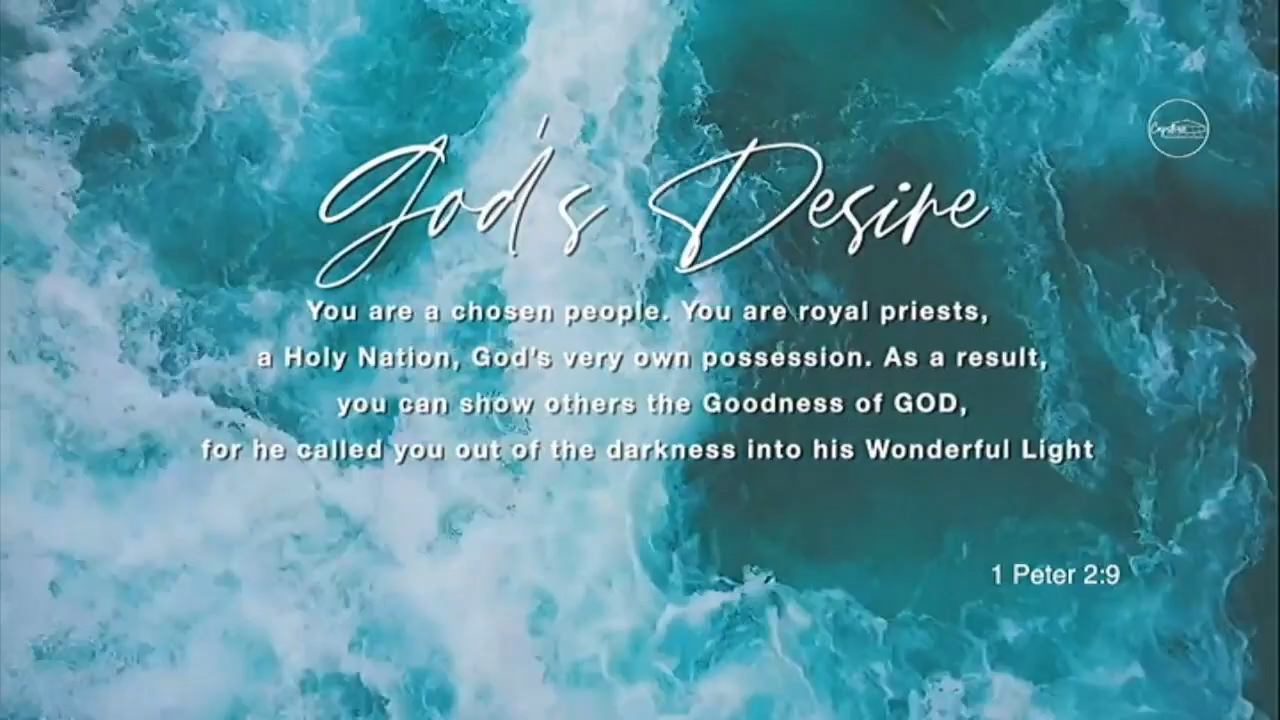 God's Desire
You are a chosen people. You are royal priests,
a Holy Nation, God's very own possession. As a result,
you can show others the Goodness of GOD,
for he called you out of the darkness into his Wonderful Light
1 Peter 2:9